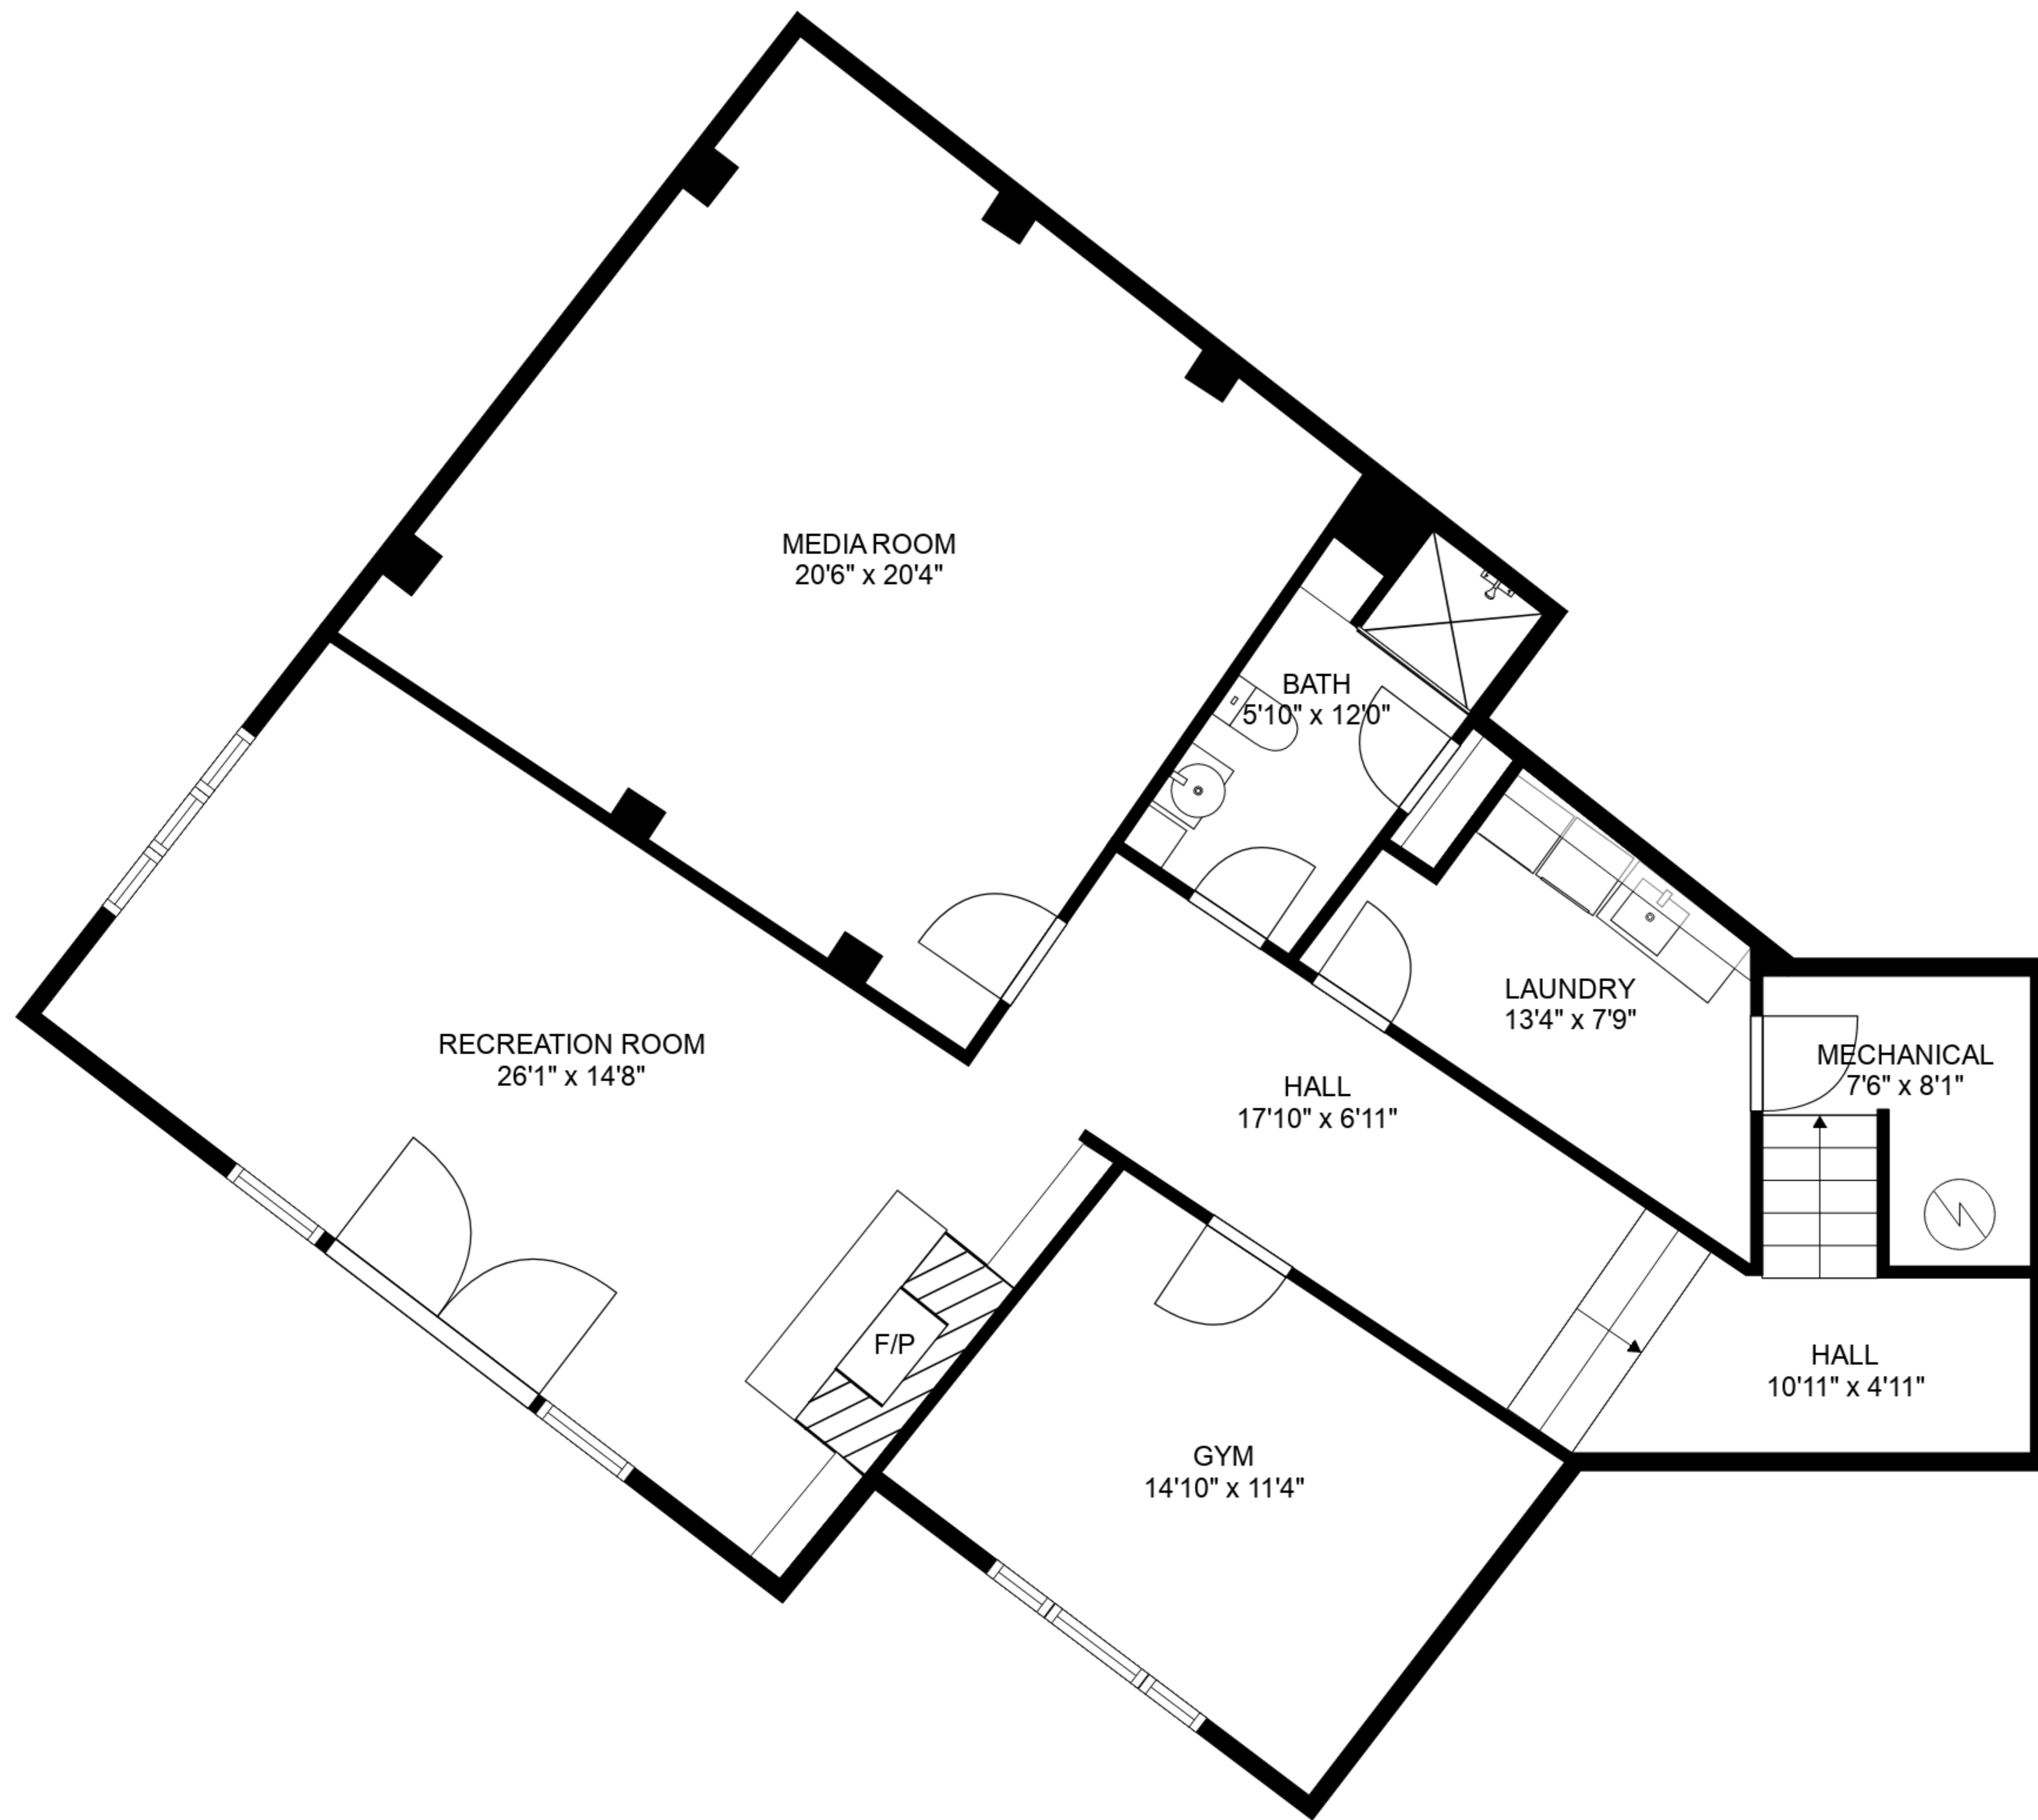 MEDIA ROOM
20'6" x 20'4"
BATH
5'10" x 12'0"
LAUNDRY
13'4" x 7'9"
MECHANICAL
7'6" x 8'1"
RECREATION ROOM
26'1" x 14'8"
HALL
17'10" x 6'11"
F/P
HALL
10'11" x 4'11"
GYM
14'10" x 11'4"